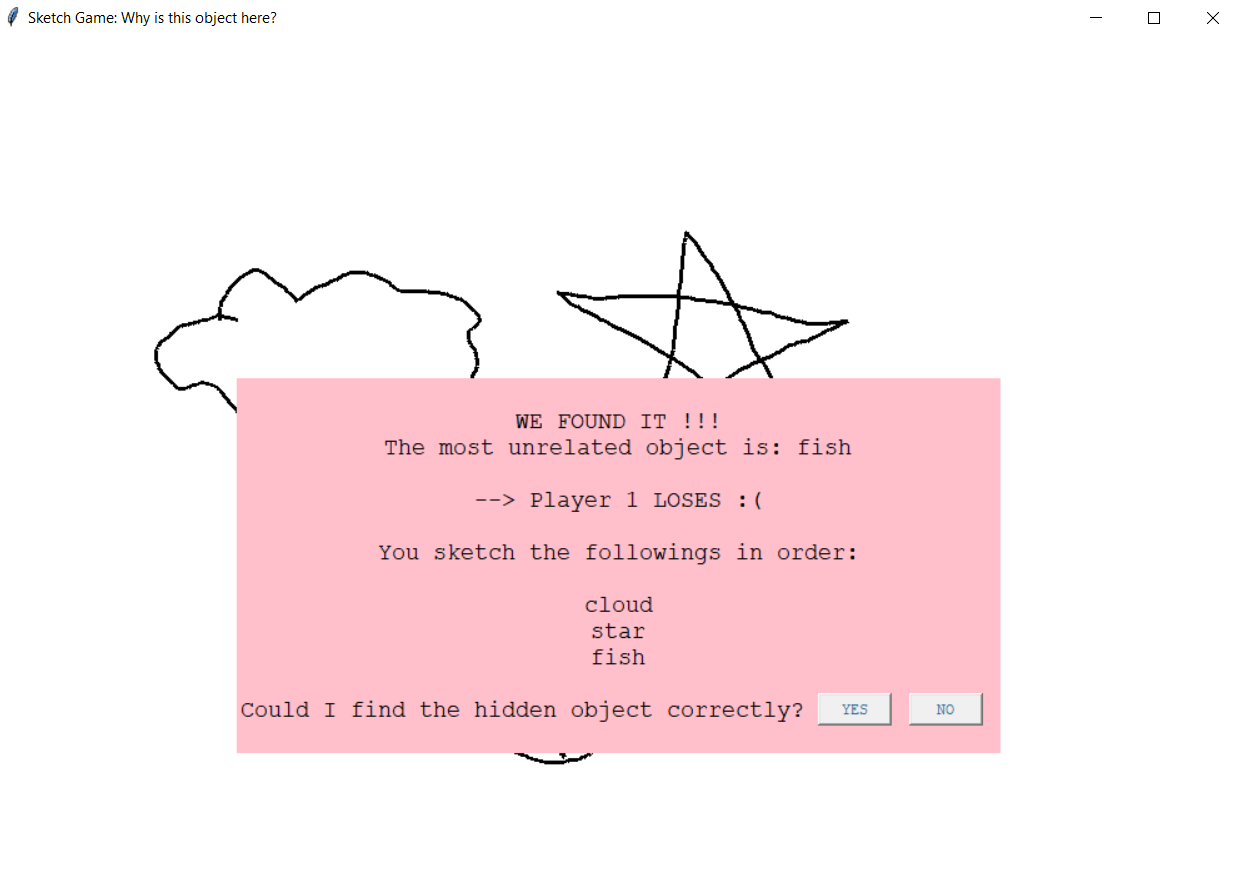 Sketch Game: Why is this object here?
WE FOUND IT !!!
The most unrelated object is: fish
--> Player 1 LOSES :(
You sketch the followings in order:
cloud
star
fish
Could I find the hidden object correctly? YES NO